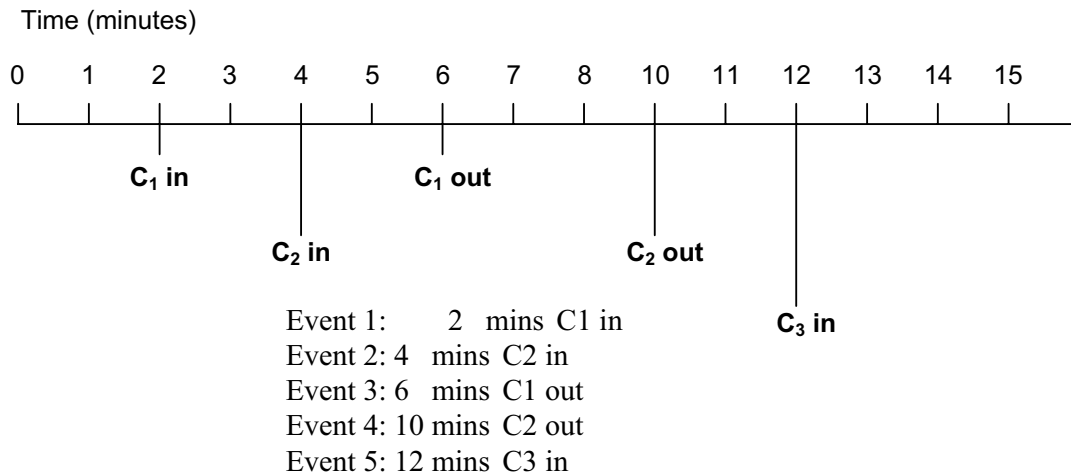 Time (minutes)
0 1 2 3 4 5 6 7 8 9 10 11 12 13 14 15
C₁ in C₁ out
C₂ in C₂ out
C₃ in
Event 1: 2 mins C1 in
Event 2: 4 mins C2 in
Event 3: 6 mins C1 out
Event 4: 10 mins C2 out
Event 5: 12 mins C3 in